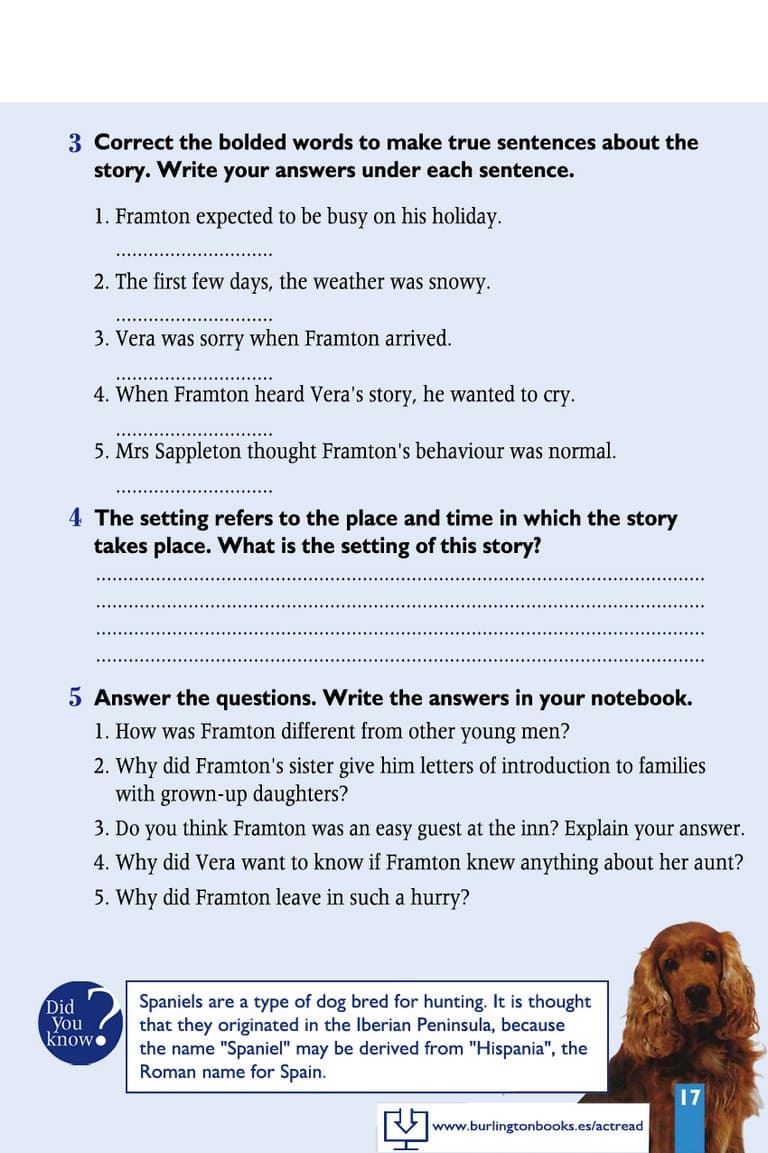 3 Correct the bolded words to make true sentences about the
story. Write your answers under each sentence.
1. Framton expected to be busy on his holiday.
.............................
2. The first few days, the weather was snowy.
.............................
3. Vera was sorry when Framton arrived.
.............................
4. When Framton heard Vera's story, he wanted to cry.
.............................
5. Mrs Sappleton thought Framton's behaviour was normal.
.............................
4 The setting refers to the place and time in which the story
takes place. What is the setting of this story?
5 Answer the questions. Write the answers in your notebook.
1. How was Framton different from other young men?
2. Why did Framton's sister give him letters of introduction to families
with grown-up daughters?
3. Do you think Framton was an easy guest at the inn? Explain your answer.
4. Why did Vera want to know if Framton knew anything about her aunt?
5. Why did Framton leave in such a hurry?
Did
You
know
?
Spaniels are a type of dog bred for hunting. It is thought
that they originated in the Iberian Peninsula, because
the name "Spaniel" may be derived from "Hispania", the
Roman name for Spain.
17
www.burlingtonbooks.es/actread